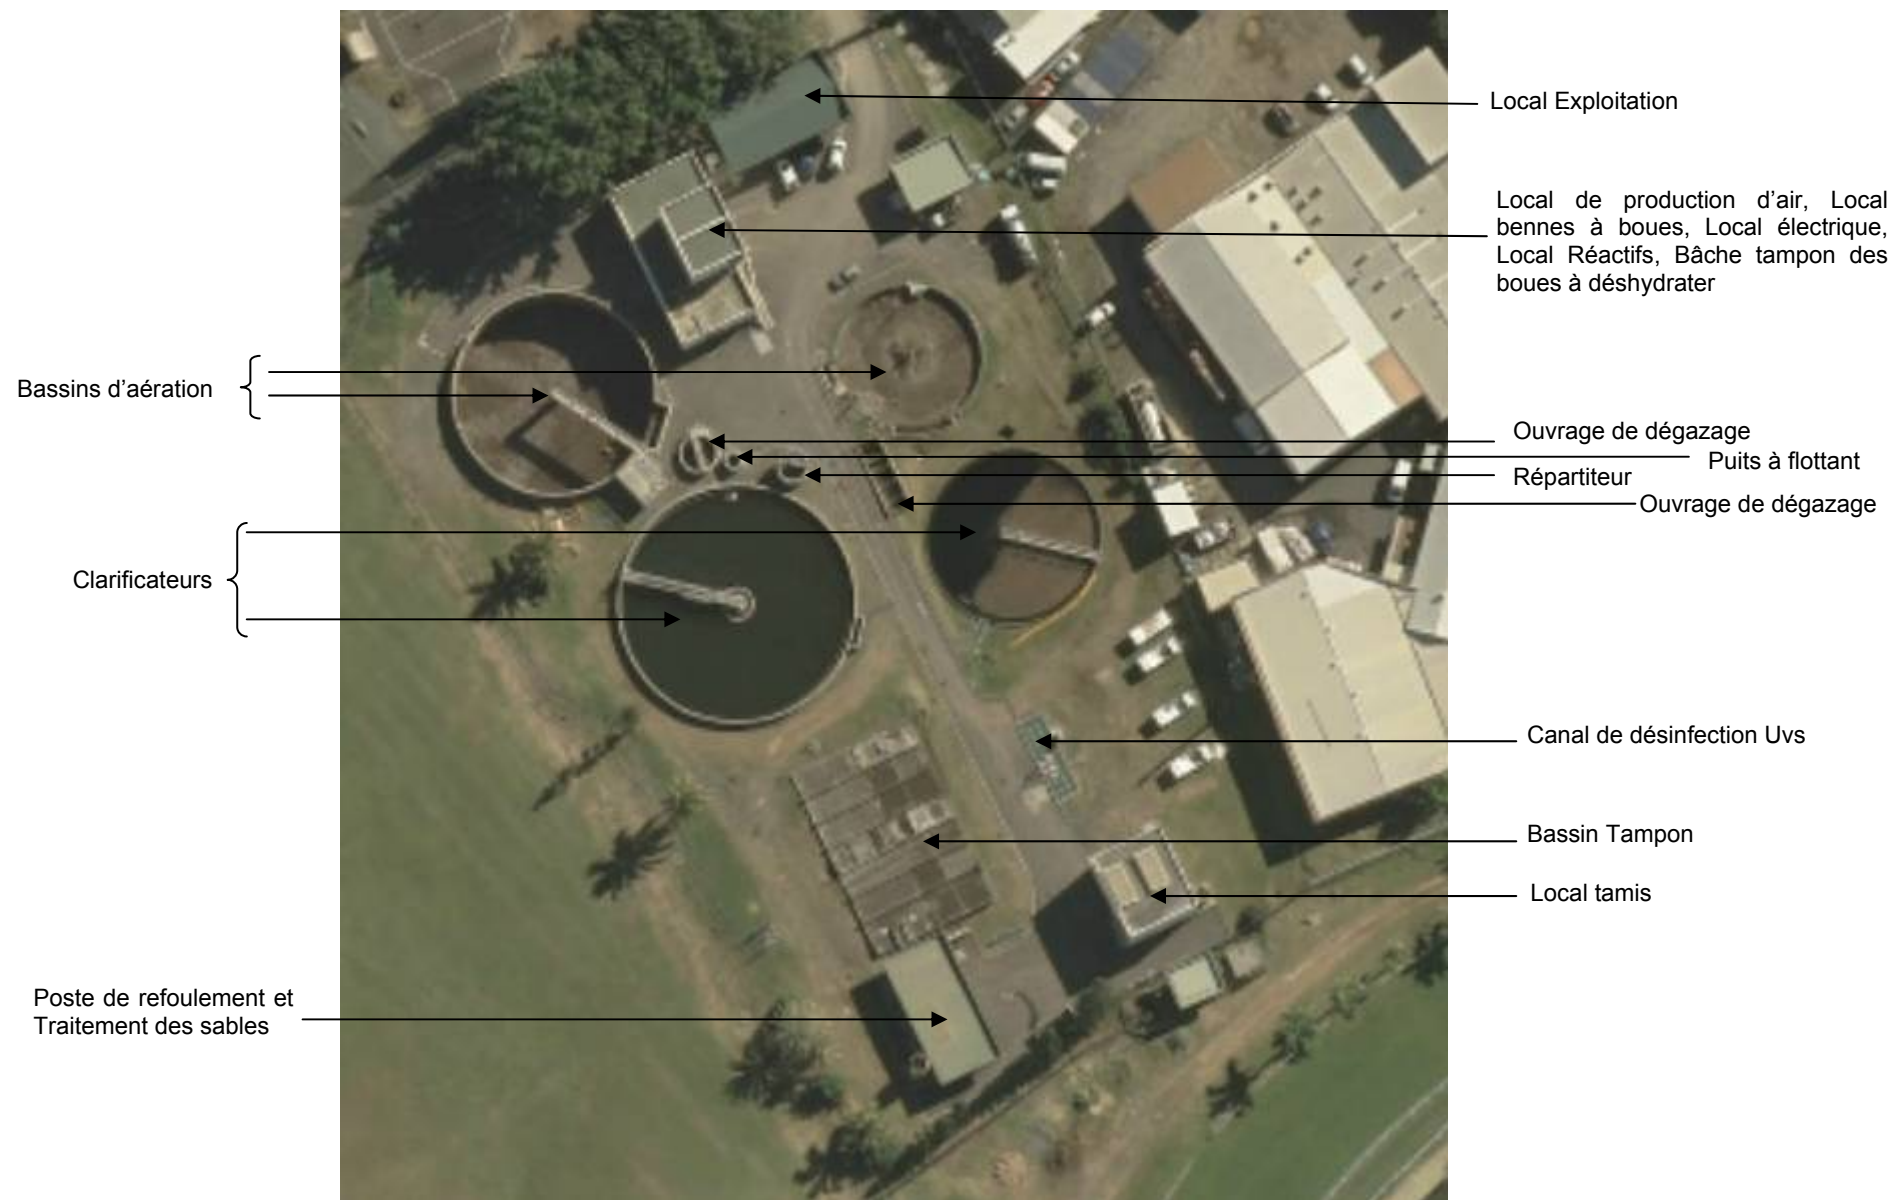 Local Exploitation
Local de production d'air, Local
bennes à boues, Local électrique,
Local Réactifs, Bâche tampon des
boues à déshydrater
Bassins d'aération
Ouvrage de dégazage
Puits à flottant
Répartiteur
Ouvrage de dégazage
Clarificateurs
Canal de désinfection Uvs
Bassin Tampon
Local tamis
Poste de refoulement et
Traitement des sables